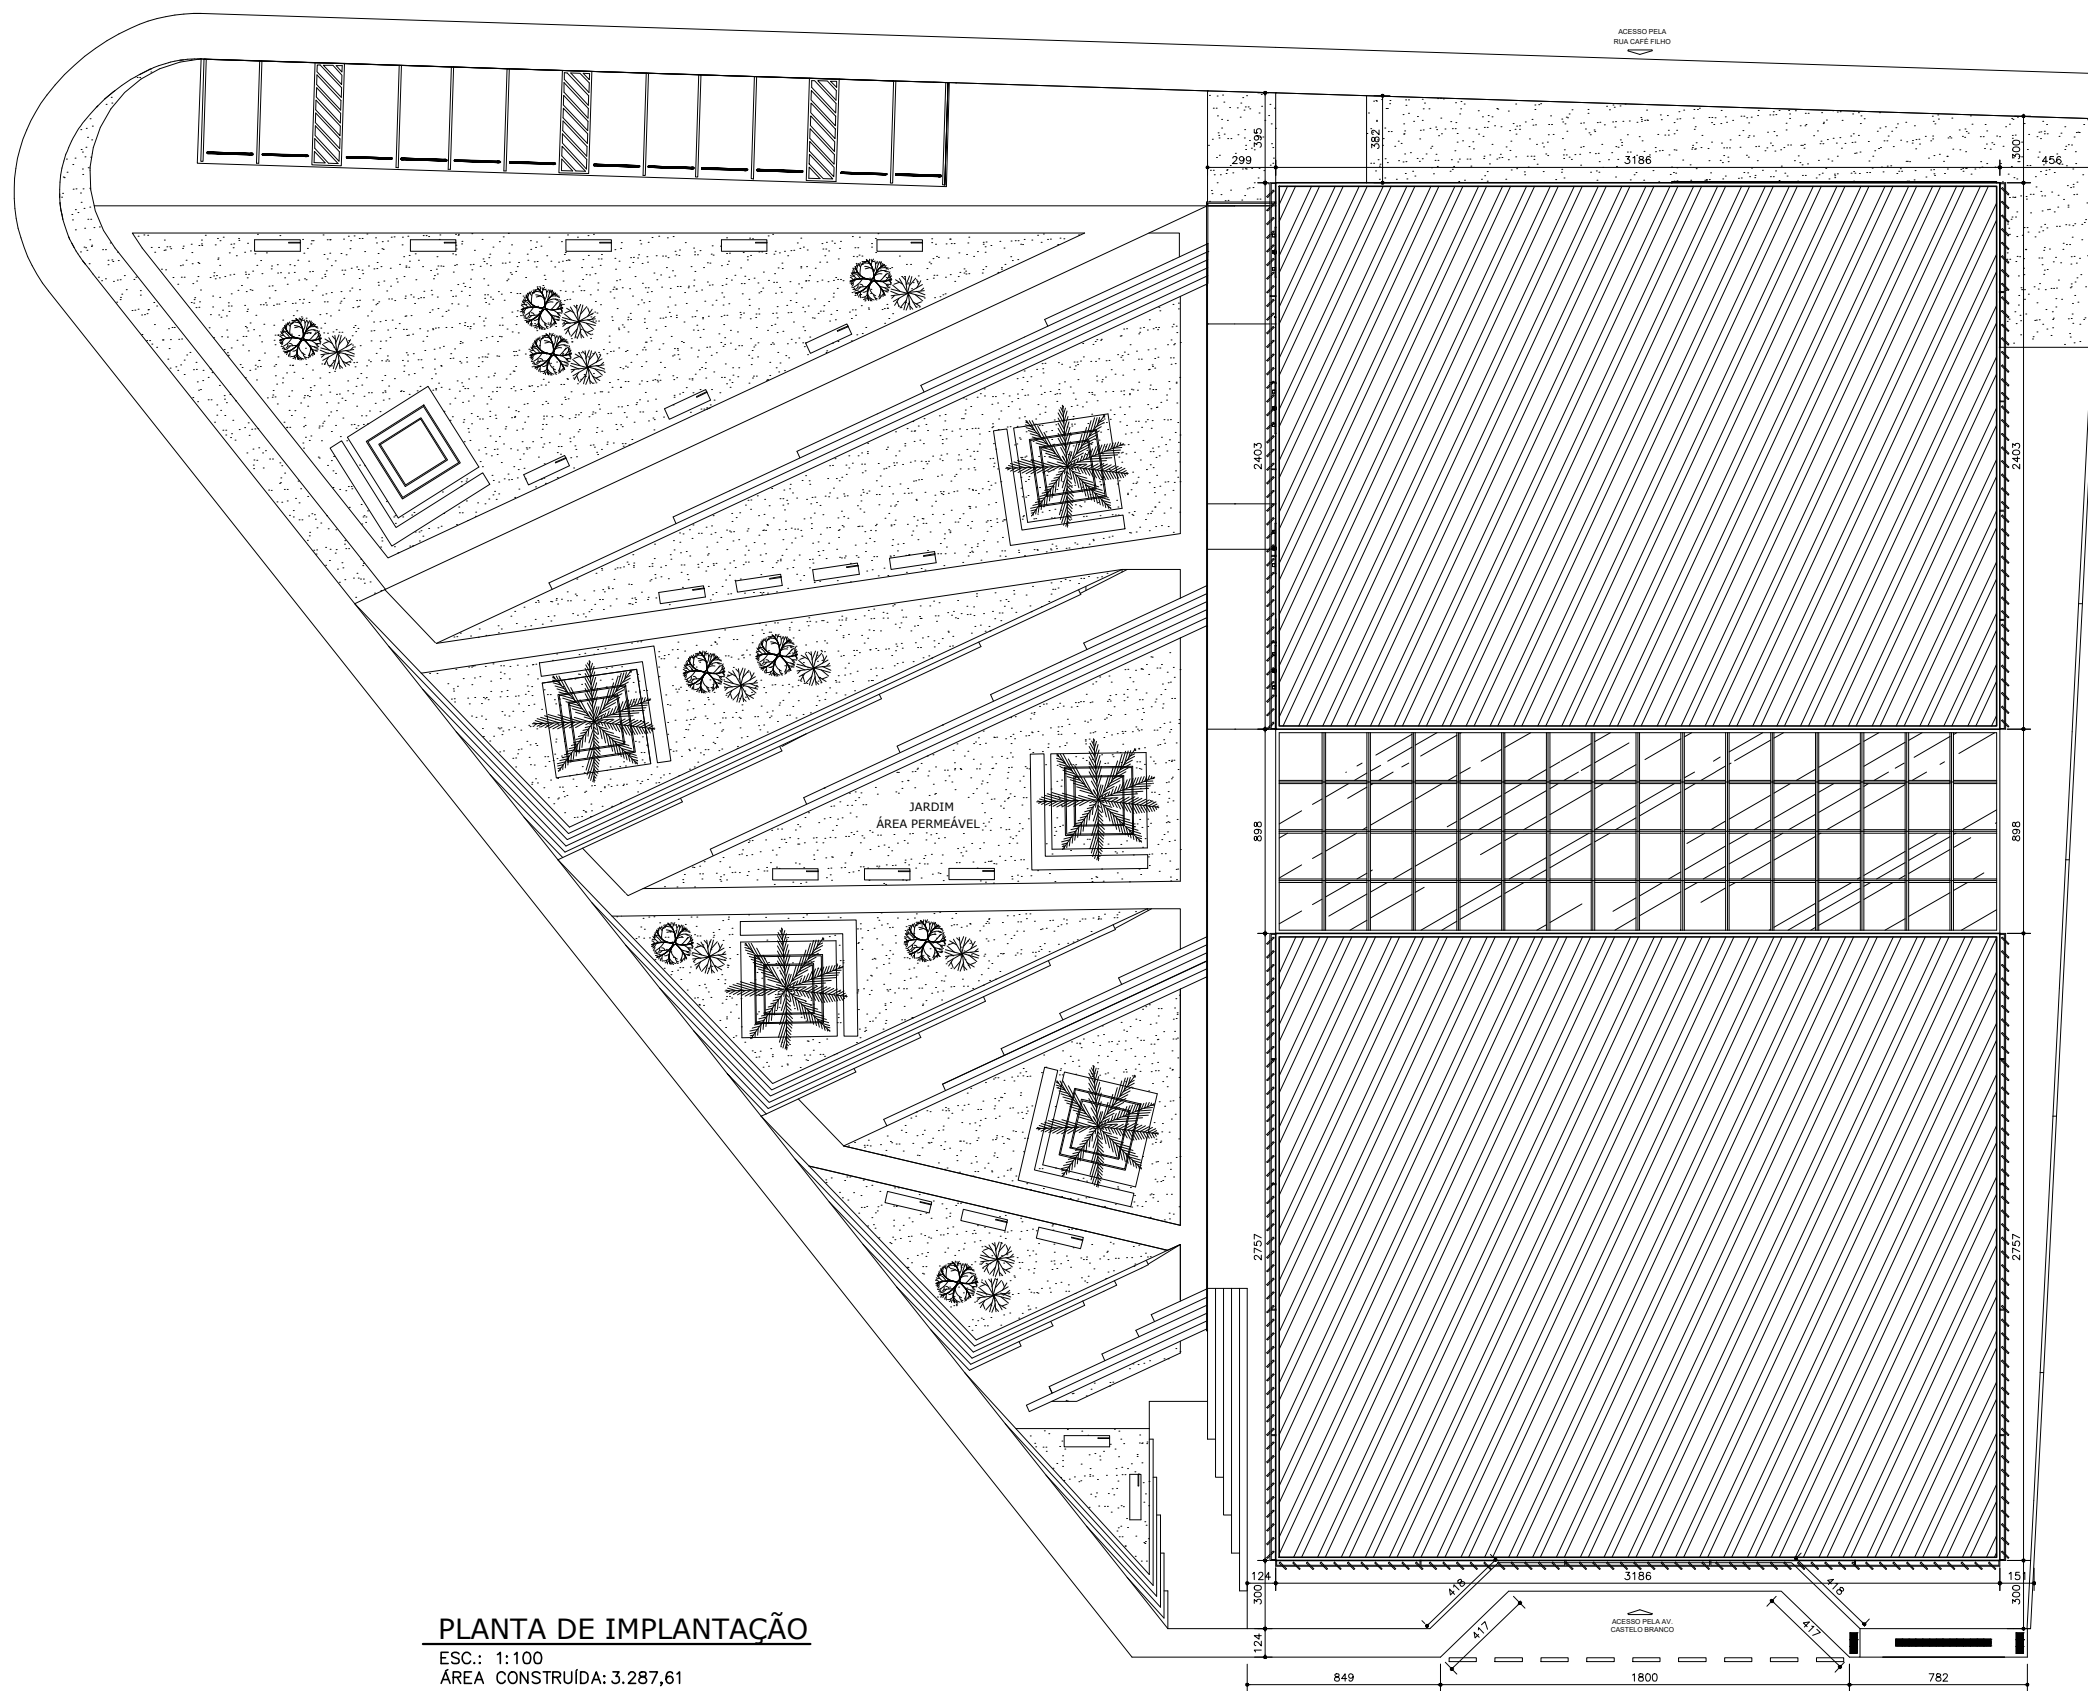 ACESSO PELA
RUA CAFÉ FILHO
395
382
300
299
3186
456
2403
2403
JARDIM
ÁREA PERMEÁVEL
898
898
2757
2757
124
3186
151
300
418
418
300
417
ACESSO PELA AV.
CASTELO BRANCO
417
124
849
1800
782
PLANTA DE IMPLANTAÇÃO
ESC.: 1:100
ÁREA CONSTRUÍDA: 3.287,61